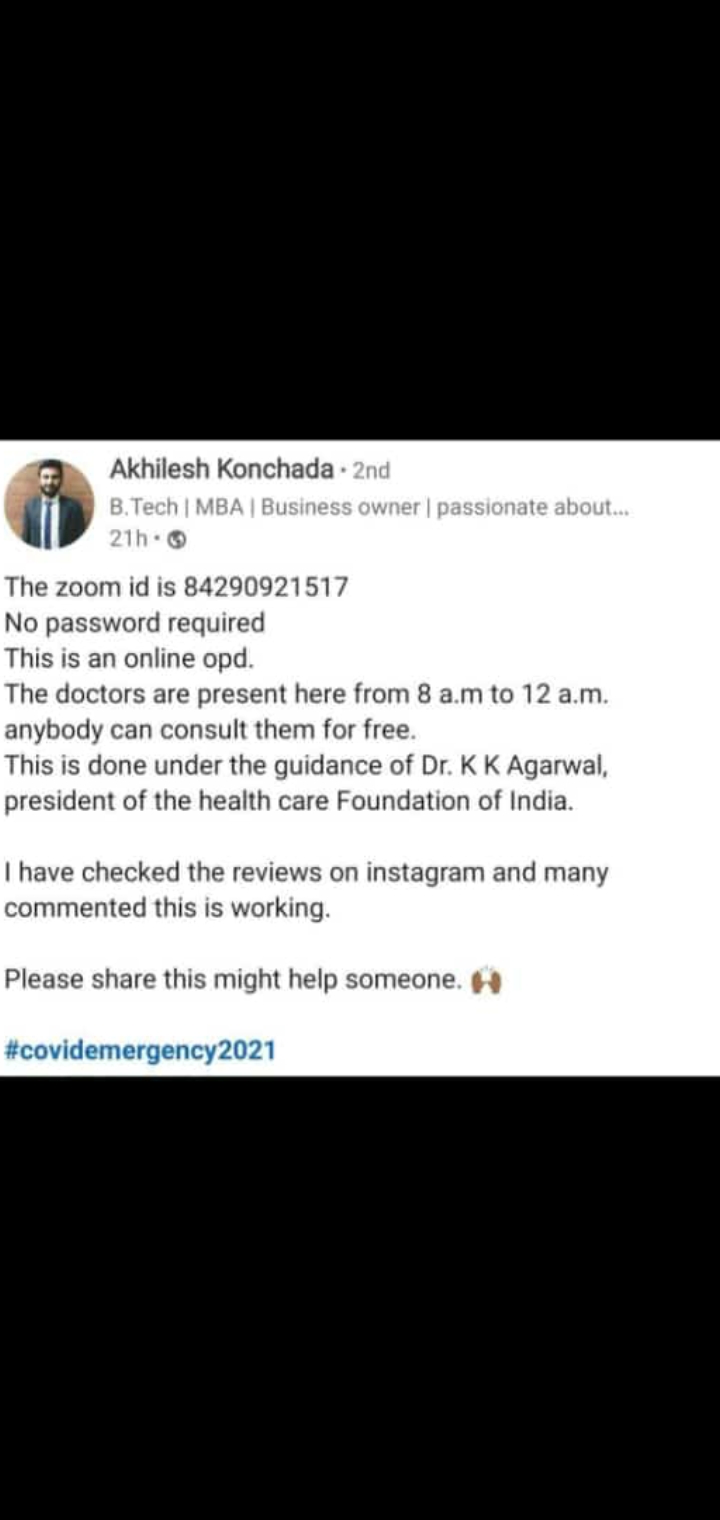 Akhilesh Konchada · 2nd
B.Tech | MBA | Business owner | passionate about...
21h ·
The zoom id is 84290921517
No password required
This is an online opd.
The doctors are present here from 8 a.m to 12 a.m.
anybody can consult them for free.
This is done under the guidance of Dr. K K Agarwal,
president of the health care Foundation of India.
I have checked the reviews on instagram and many
commented this is working.
Please share this might help someone. 🙌🏾
#covidemergency2021